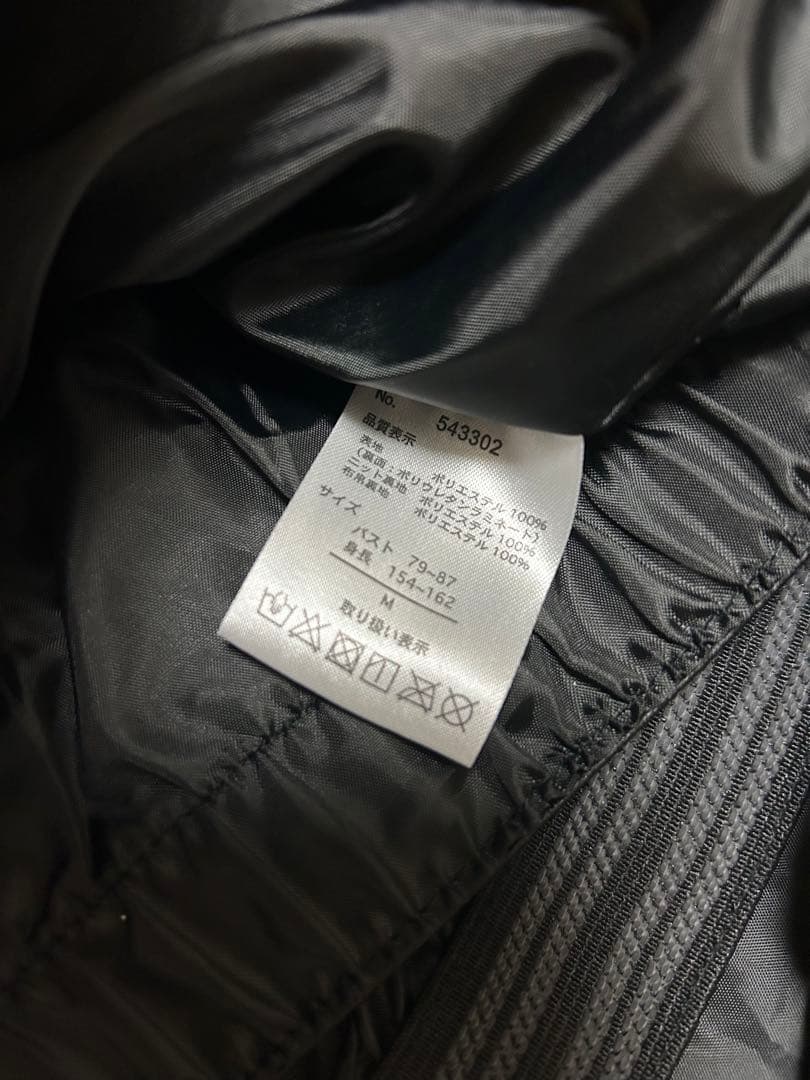 No. 543302
品質表示
表地 ポリエステル 100%
(裏面:ポリウレタンラミネート)
ニット裏地 ポリエステル 100%
布帛裏地 ポリエステル 100%
サイズ
バスト 79~87
身長 154~162
M
取り扱い表示